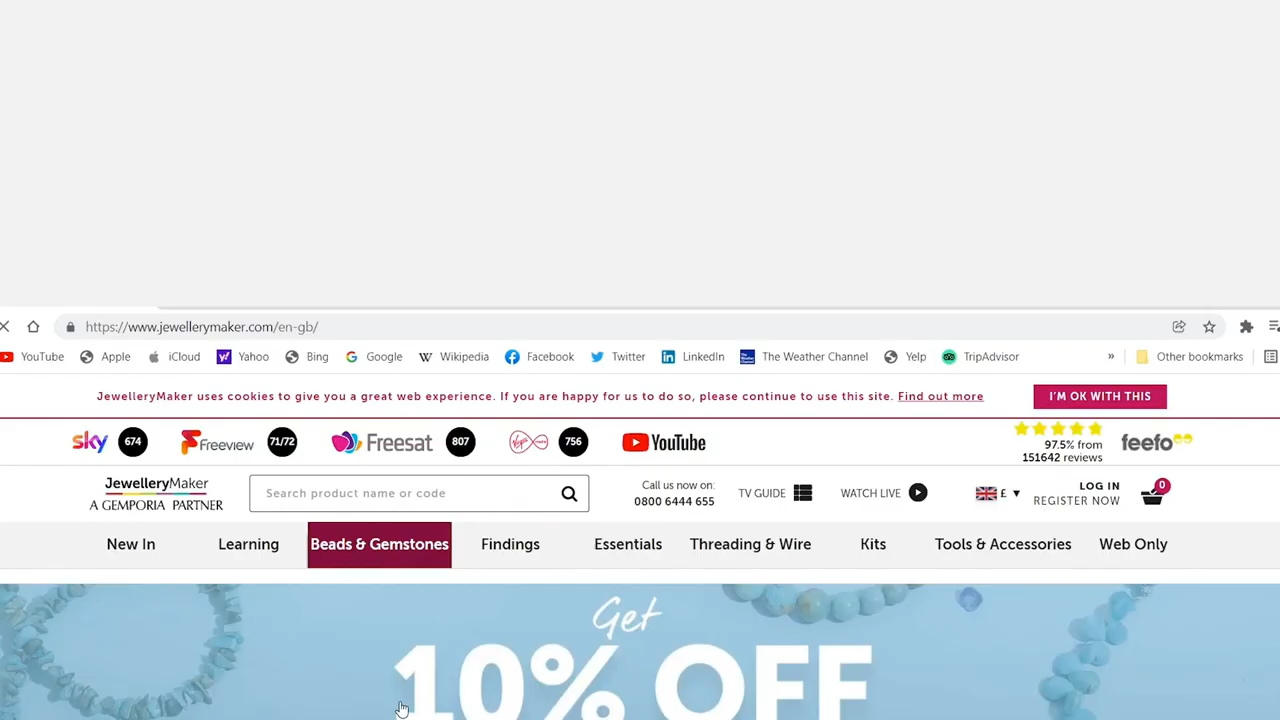 https://www.jewellerymaker.com/en-gb/
YouTube Apple iCloud Yahoo Bing Google Wikipedia Facebook Twitter LinkedIn The Weather Channel Yelp TripAdvisor » Other bookmarks
JewelleryMaker uses cookies to give you a great web experience. If you are happy for us to do so, please continue to use this site. Find out more I'M OK WITH THIS
sky 674 Freeview 71/72 Freesat 807 756 YouTube
97.5% from
151642 reviews
feefo
JewelleryMaker
A GEMPORIA PARTNER
Search product name or code
Call us now on:
0800 6444 655
TV GUIDE
WATCH LIVE
£
LOG IN
REGISTER NOW
0
New In Learning Beads & Gemstones Findings Essentials Threading & Wire Kits Tools & Accessories Web Only
Get
10% OFF